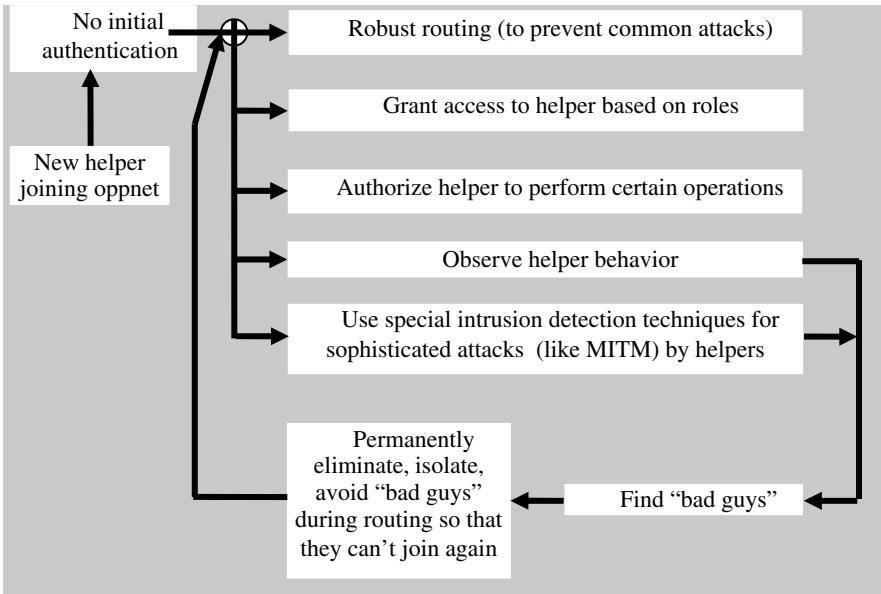 No initial
authentication
Robust routing (to prevent common attacks)
Grant access to helper based on roles
New helper
joining oppnet
Authorize helper to perform certain operations
Observe helper behavior
Use special intrusion detection techniques for
sophisticated attacks (like MITM) by helpers
Permanently
eliminate, isolate,
avoid “bad guys”
during routing so that
they can’t join again
Find “bad guys”